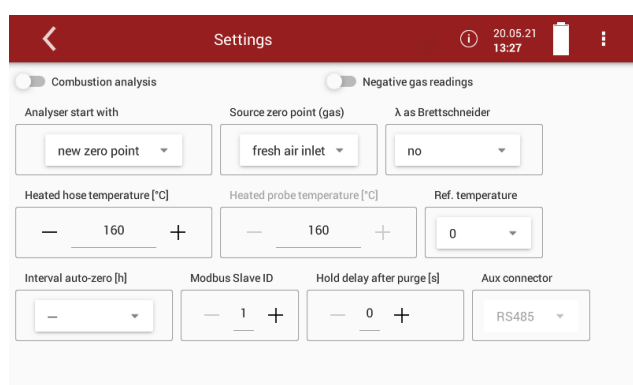 Settings
20.05.21
13:27
Combustion analysis
Negative gas readings
Analyser start with
Source zero point (gas)
λ as Brettschneider
new zero point
fresh air inlet
no
Heated hose temperature [°C]
Heated probe temperature [°C]
Ref. temperature
— 160 +
— 160 +
0
Interval auto-zero [h]
Modbus Slave ID
Hold delay after purge [s]
Aux connector
—
— 1 +
— 0 +
RS485